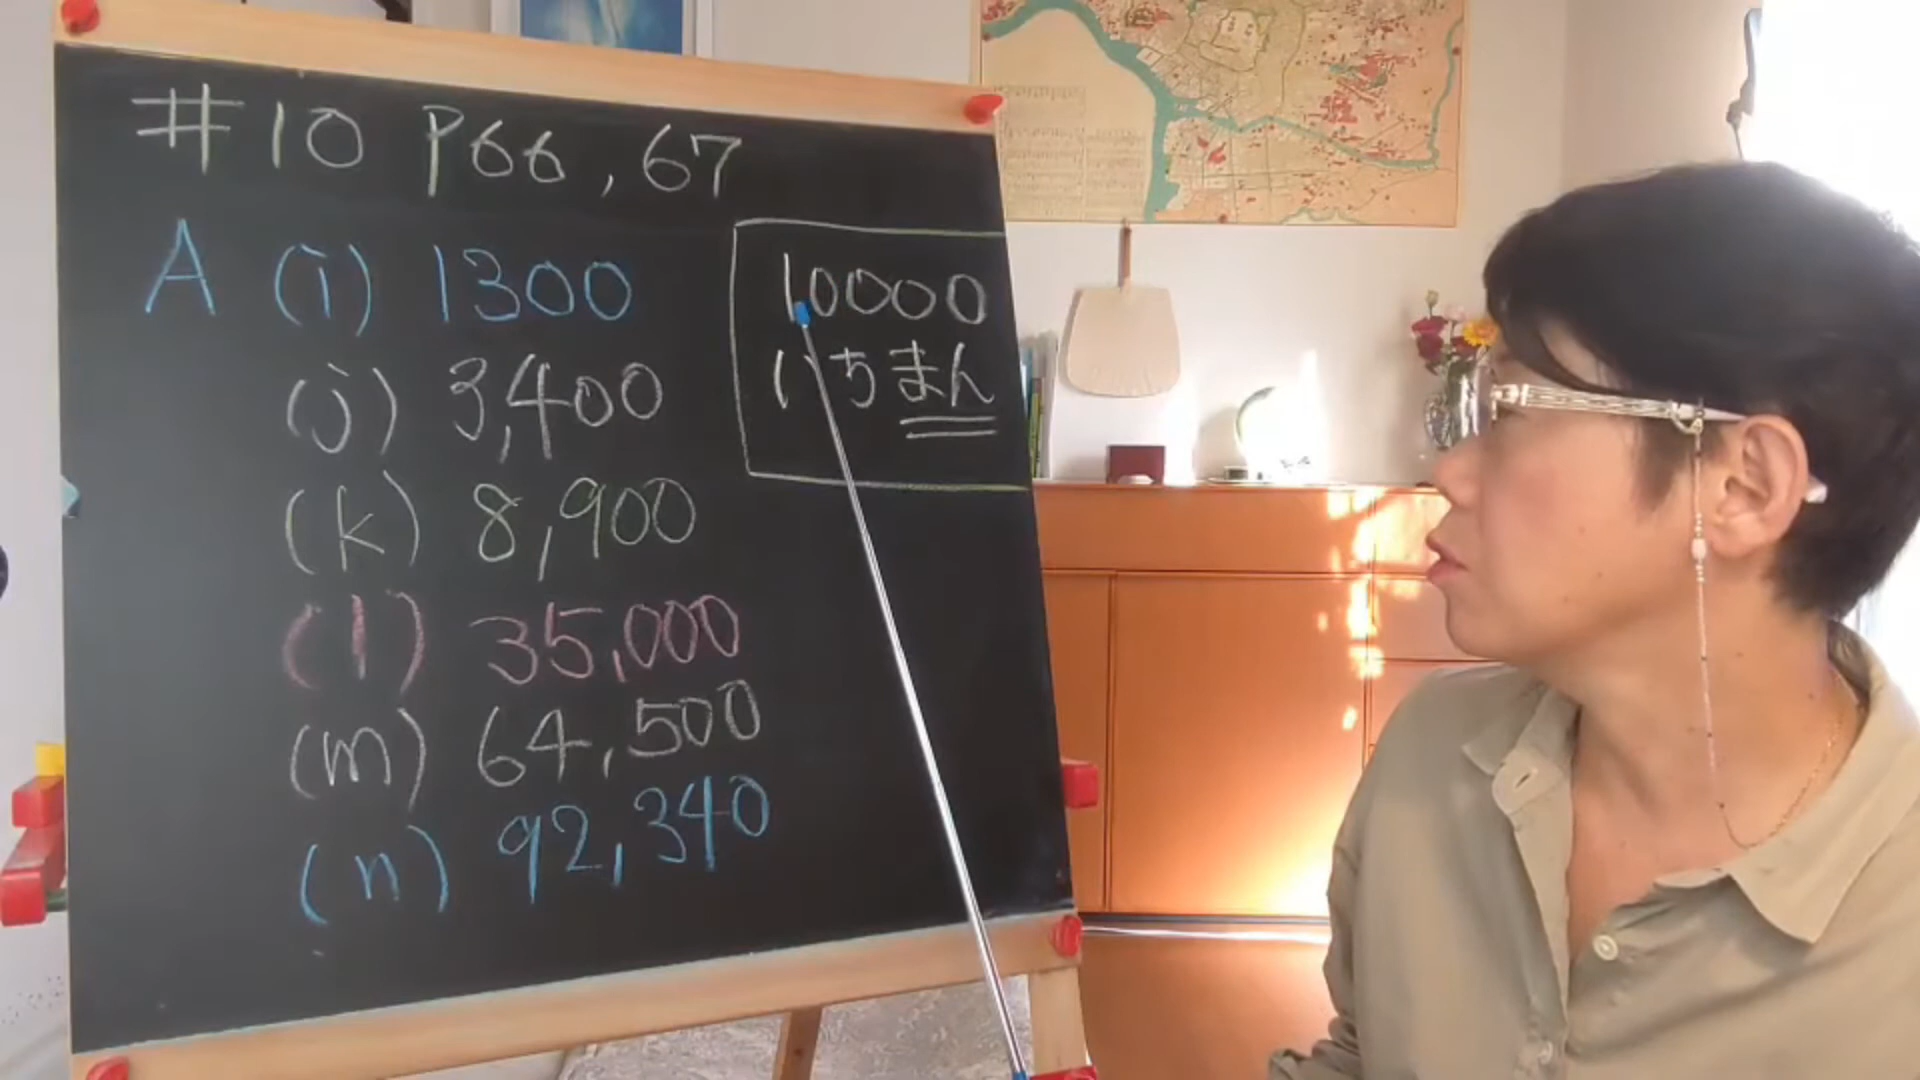 #10 P66, 67
A (i) 1300
(j) 3,400
(k) 8,900
(l) 35,000
(m) 64,500
(n) 92,340
10000
いちまん